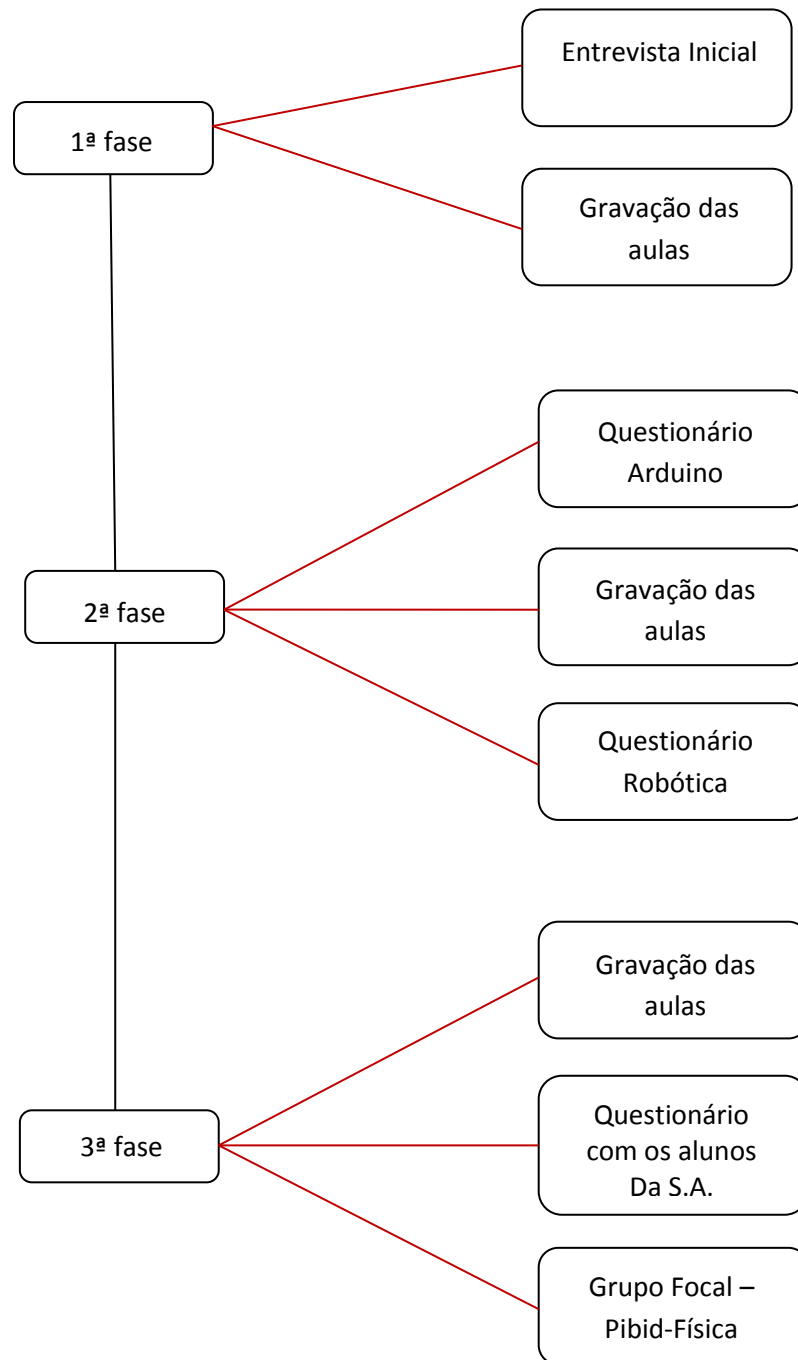 1ª fase
Entrevista Inicial
Gravação das
aulas
2ª fase
Questionário
Arduino
Gravação das
aulas
Questionário
Robótica
3ª fase
Gravação das
aulas
Questionário
com os alunos
Da S.A.
Grupo Focal –
Pibid-Física